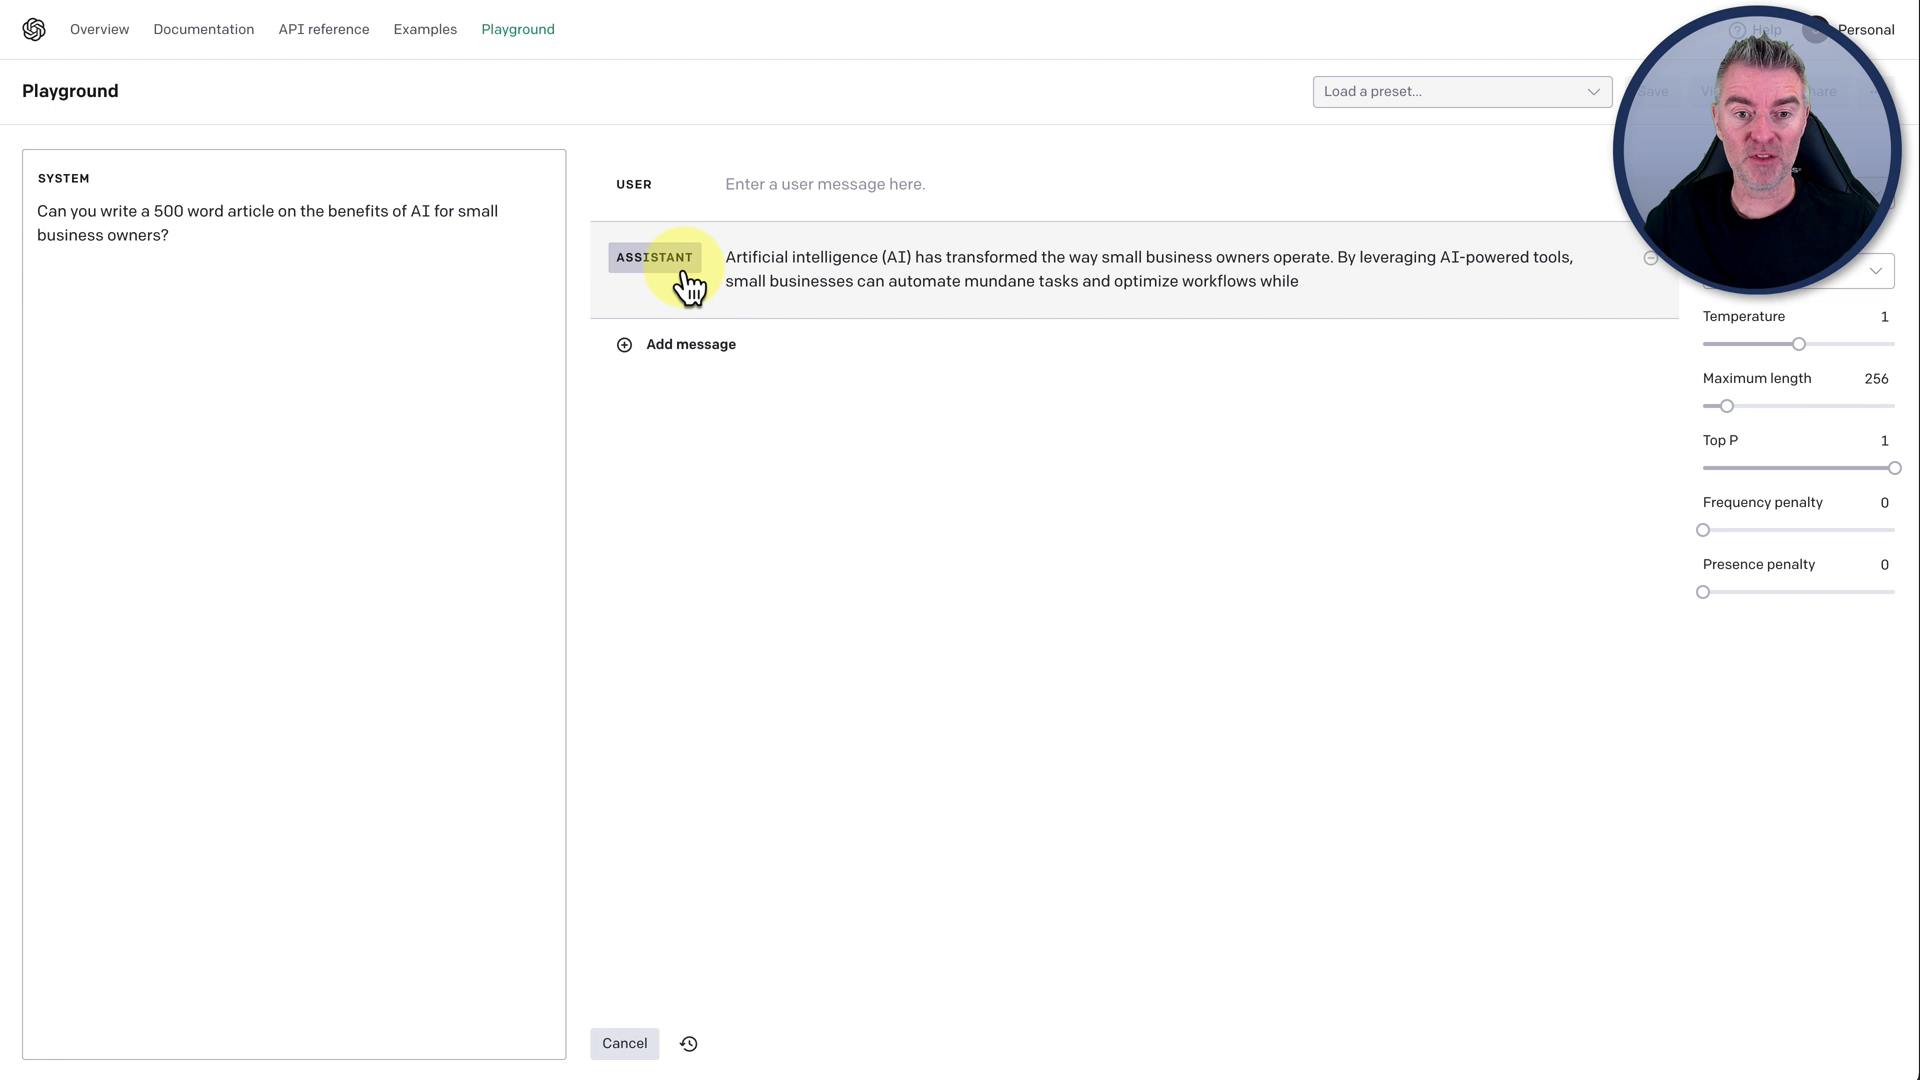 Overview Documentation API reference Examples Playground Help Personal
Playground
Load a preset...
SYSTEM
Can you write a 500 word article on the benefits of AI for small
business owners?
USER
Enter a user message here.
ASSISTANT
Artificial intelligence (AI) has transformed the way small business owners operate. By leveraging AI-powered tools,
small businesses can automate mundane tasks and optimize workflows while
Add message
Temperature 1
Maximum length 256
Top P 1
Frequency penalty 0
Presence penalty 0
Cancel